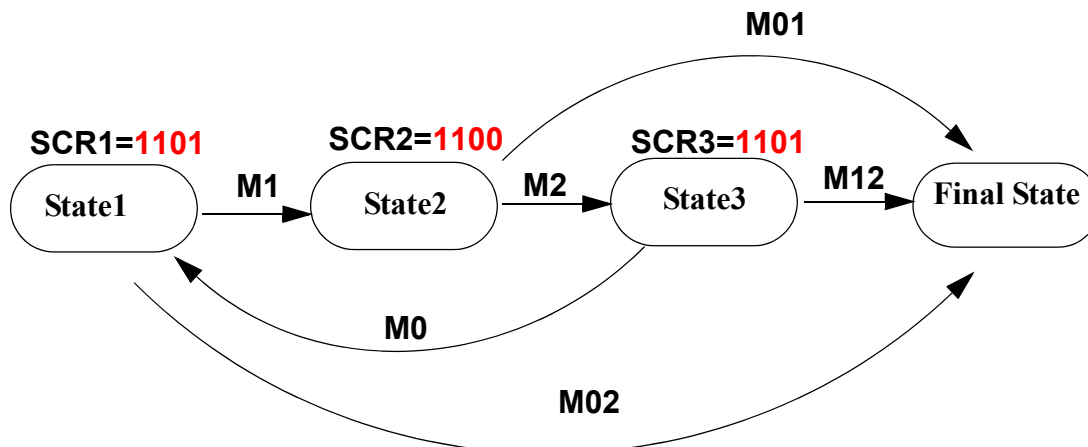 M01
SCR1=1101
SCR2=1100
SCR3=1101
State1
M1
State2
M2
State3
M12
Final State
M0
M02